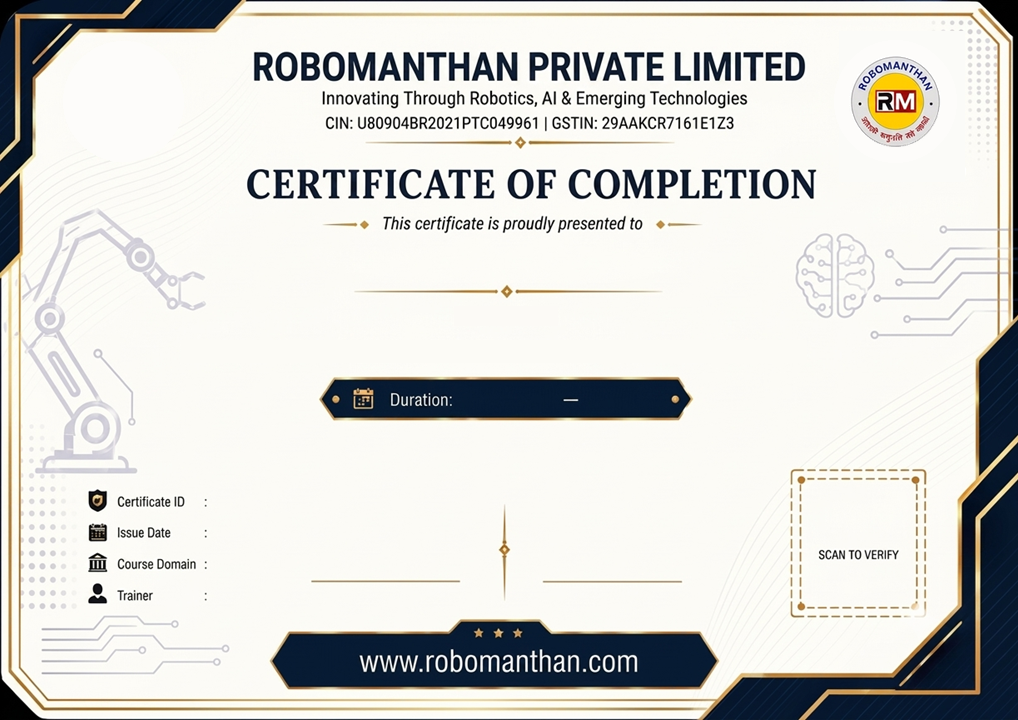 ROBOMANTHAN PRIVATE LIMITED
Innovating Through Robotics, AI & Emerging Technologies
CIN: U80904BR2021PTC049961 | GSTIN: 29AAKCR7161E1Z3
ROBOMANTHAN
RM
CERTIFICATE OF COMPLETION
This certificate is proudly presented to
Duration: —
Certificate ID :
Issue Date :
Course Domain :
Trainer :
SCAN TO VERIFY
www.robomanthan.com